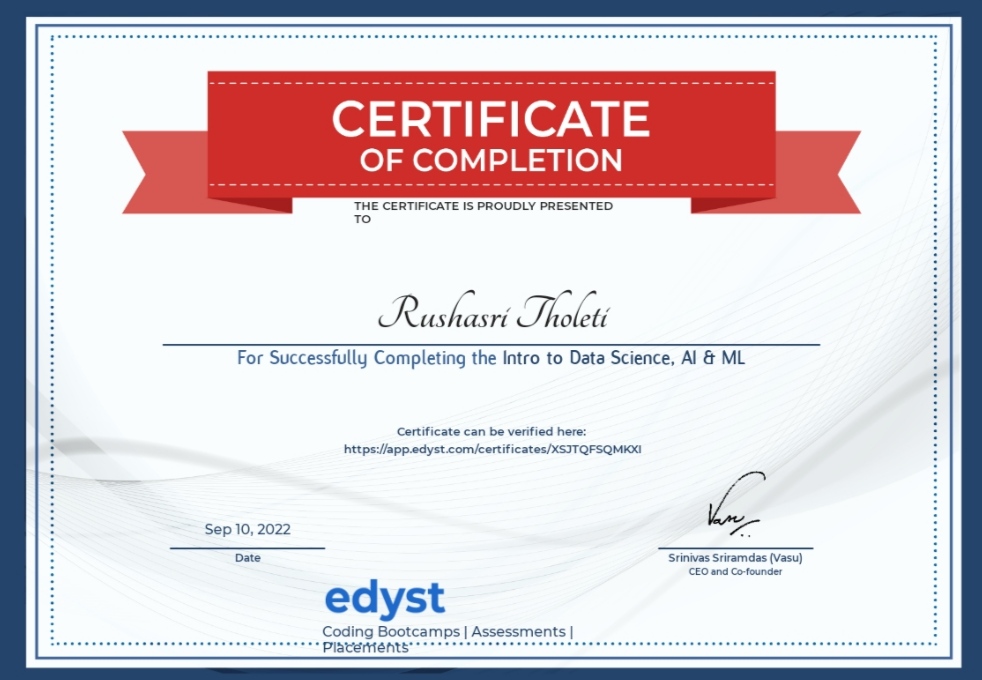 CERTIFICATE
OF COMPLETION
THE CERTIFICATE IS PROUDLY PRESENTED
TO
Rushasri Tholeti
For Successfully Completing the Intro to Data Science, AI & ML
Certificate can be verified here:
https://app.edyst.com/certificates/XSJTQFSQMKXI
Vasu
Sep 10, 2022
Date
Srinivas Sriramdas (Vasu)
CEO and Co-founder
edyst
Coding Bootcamps | Assessments |
Placements